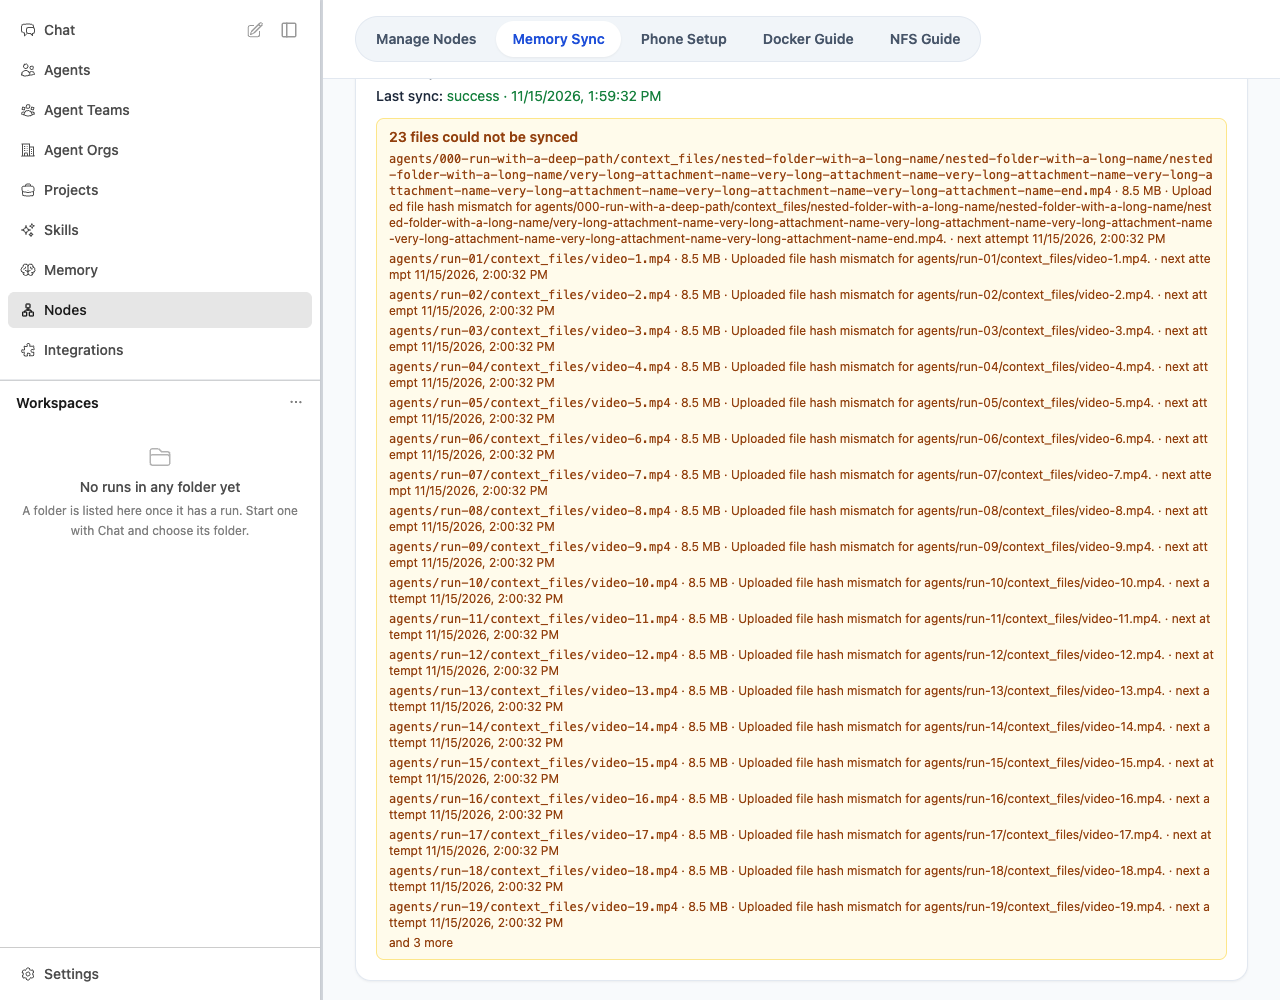 Chat
Agents
Agent Teams
Agent Orgs
Projects
Skills
Memory
Nodes
Integrations
Workspaces
No runs in any folder yet
A folder is listed here once it has a run. Start one
with Chat and choose its folder.
Settings
Manage Nodes
Memory Sync
Phone Setup
Docker Guide
NFS Guide
Last sync: success · 11/15/2026, 1:59:32 PM
23 files could not be synced
agents/000-run-with-a-deep-path/context_files/nested-folder-with-a-long-name/nested-folder-with-a-long-name/nested
-folder-with-a-long-name/very-long-attachment-name-very-long-attachment-name-very-long-attachment-name-very-long-a
ttachment-name-very-long-attachment-name-very-long-attachment-name-very-long-attachment-name-end.mp4 · 8.5 MB · Upload
ed file hash mismatch for agents/000-run-with-a-deep-path/context_files/nested-folder-with-a-long-name/nested-folder-with-a-long-name/nest
ed-folder-with-a-long-name/very-long-attachment-name-very-long-attachment-name-very-long-attachment-name-very-long-attachment-name
-very-long-attachment-name-very-long-attachment-name-very-long-attachment-name-end.mp4. · next attempt 11/15/2026, 2:00:32 PM
agents/run-01/context_files/video-1.mp4 · 8.5 MB · Uploaded file hash mismatch for agents/run-01/context_files/video-1.mp4. · next atte
mpt 11/15/2026, 2:00:32 PM
agents/run-02/context_files/video-2.mp4 · 8.5 MB · Uploaded file hash mismatch for agents/run-02/context_files/video-2.mp4. · next att
empt 11/15/2026, 2:00:32 PM
agents/run-03/context_files/video-3.mp4 · 8.5 MB · Uploaded file hash mismatch for agents/run-03/context_files/video-3.mp4. · next att
empt 11/15/2026, 2:00:32 PM
agents/run-04/context_files/video-4.mp4 · 8.5 MB · Uploaded file hash mismatch for agents/run-04/context_files/video-4.mp4. · next att
empt 11/15/2026, 2:00:32 PM
agents/run-05/context_files/video-5.mp4 · 8.5 MB · Uploaded file hash mismatch for agents/run-05/context_files/video-5.mp4. · next att
empt 11/15/2026, 2:00:32 PM
agents/run-06/context_files/video-6.mp4 · 8.5 MB · Uploaded file hash mismatch for agents/run-06/context_files/video-6.mp4. · next att
empt 11/15/2026, 2:00:32 PM
agents/run-07/context_files/video-7.mp4 · 8.5 MB · Uploaded file hash mismatch for agents/run-07/context_files/video-7.mp4. · next atte
mpt 11/15/2026, 2:00:32 PM
agents/run-08/context_files/video-8.mp4 · 8.5 MB · Uploaded file hash mismatch for agents/run-08/context_files/video-8.mp4. · next att
empt 11/15/2026, 2:00:32 PM
agents/run-09/context_files/video-9.mp4 · 8.5 MB · Uploaded file hash mismatch for agents/run-09/context_files/video-9.mp4. · next att
empt 11/15/2026, 2:00:32 PM
agents/run-10/context_files/video-10.mp4 · 8.5 MB · Uploaded file hash mismatch for agents/run-10/context_files/video-10.mp4. · next a
ttempt 11/15/2026, 2:00:32 PM
agents/run-11/context_files/video-11.mp4 · 8.5 MB · Uploaded file hash mismatch for agents/run-11/context_files/video-11.mp4. · next at
tempt 11/15/2026, 2:00:32 PM
agents/run-12/context_files/video-12.mp4 · 8.5 MB · Uploaded file hash mismatch for agents/run-12/context_files/video-12.mp4. · next at
tempt 11/15/2026, 2:00:32 PM
agents/run-13/context_files/video-13.mp4 · 8.5 MB · Uploaded file hash mismatch for agents/run-13/context_files/video-13.mp4. · next a
ttempt 11/15/2026, 2:00:32 PM
agents/run-14/context_files/video-14.mp4 · 8.5 MB · Uploaded file hash mismatch for agents/run-14/context_files/video-14.mp4. · next a
ttempt 11/15/2026, 2:00:32 PM
agents/run-15/context_files/video-15.mp4 · 8.5 MB · Uploaded file hash mismatch for agents/run-15/context_files/video-15.mp4. · next at
tempt 11/15/2026, 2:00:32 PM
agents/run-16/context_files/video-16.mp4 · 8.5 MB · Uploaded file hash mismatch for agents/run-16/context_files/video-16.mp4. · next a
ttempt 11/15/2026, 2:00:32 PM
agents/run-17/context_files/video-17.mp4 · 8.5 MB · Uploaded file hash mismatch for agents/run-17/context_files/video-17.mp4. · next at
tempt 11/15/2026, 2:00:32 PM
agents/run-18/context_files/video-18.mp4 · 8.5 MB · Uploaded file hash mismatch for agents/run-18/context_files/video-18.mp4. · next a
ttempt 11/15/2026, 2:00:32 PM
agents/run-19/context_files/video-19.mp4 · 8.5 MB · Uploaded file hash mismatch for agents/run-19/context_files/video-19.mp4. · next a
ttempt 11/15/2026, 2:00:32 PM
and 3 more